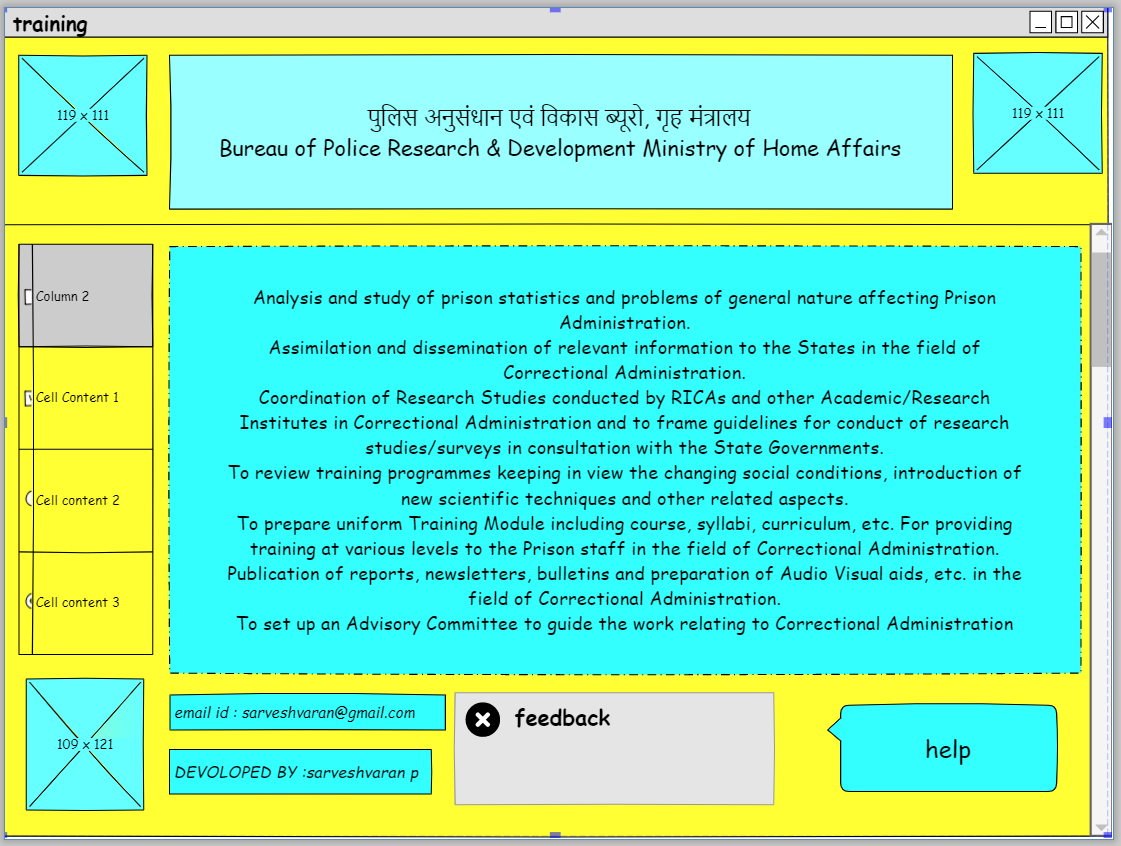 training
119 x 111
पुलिस अनुसंधान एवं विकास ब्यूरो, गृह मंत्रालय
Bureau of Police Research & Development Ministry of Home Affairs
119 x 111
Column 2
Cell Content 1
Cell content 2
Cell content 3
Analysis and study of prison statistics and problems of general nature affecting Prison
Administration.
Assimilation and dissemination of relevant information to the States in the field of
Correctional Administration.
Coordination of Research Studies conducted by RICAs and other Academic/Research
Institutes in Correctional Administration and to frame guidelines for conduct of research
studies/surveys in consultation with the State Governments.
To review training programmes keeping in view the changing social conditions, introduction of
new scientific techniques and other related aspects.
To prepare uniform Training Module including course, syllabi, curriculum, etc. For providing
training at various levels to the Prison staff in the field of Correctional Administration.
Publication of reports, newsletters, bulletins and preparation of Audio Visual aids, etc. in the
field of Correctional Administration.
To set up an Advisory Committee to guide the work relating to Correctional Administration
109 x 121
email id : sarveshvaran@gmail.com
DEVOLOPED BY :sarveshvaran p
feedback
help